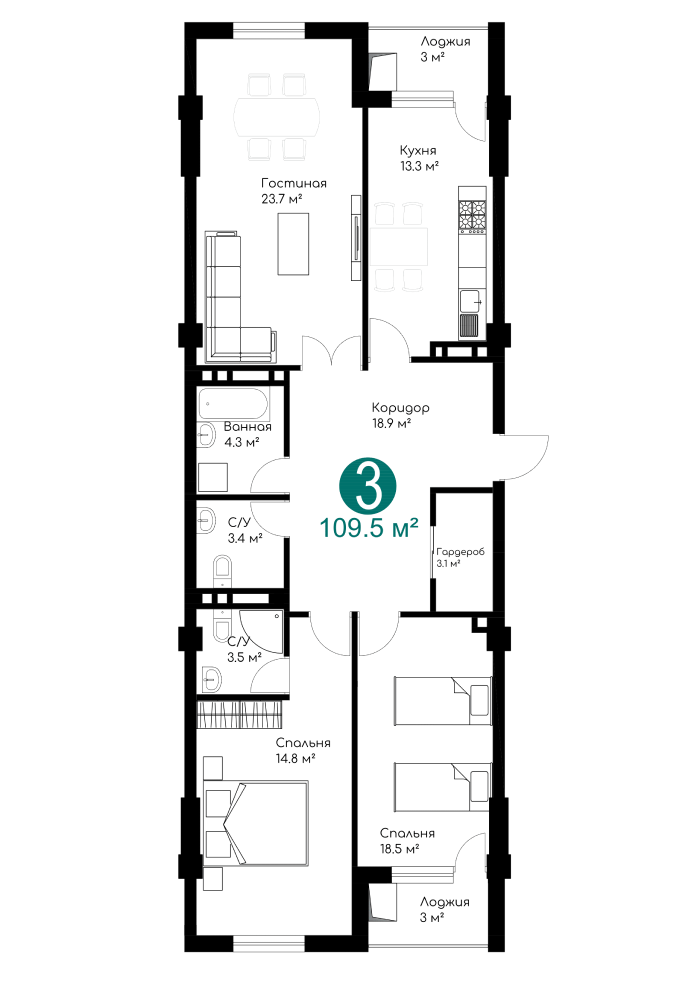 Лоджия
3 м²
Кухня
13.3 м²
Гостиная
23.7 м²
Коридор
18.9 м²
Ванная
4.3 м²
3
109.5 м²
С/У
3.4 м²
Гардероб
3.1 м²
С/У
3.5 м²
Спальня
14.8 м²
Спальня
18.5 м²
Лоджия
3 м²